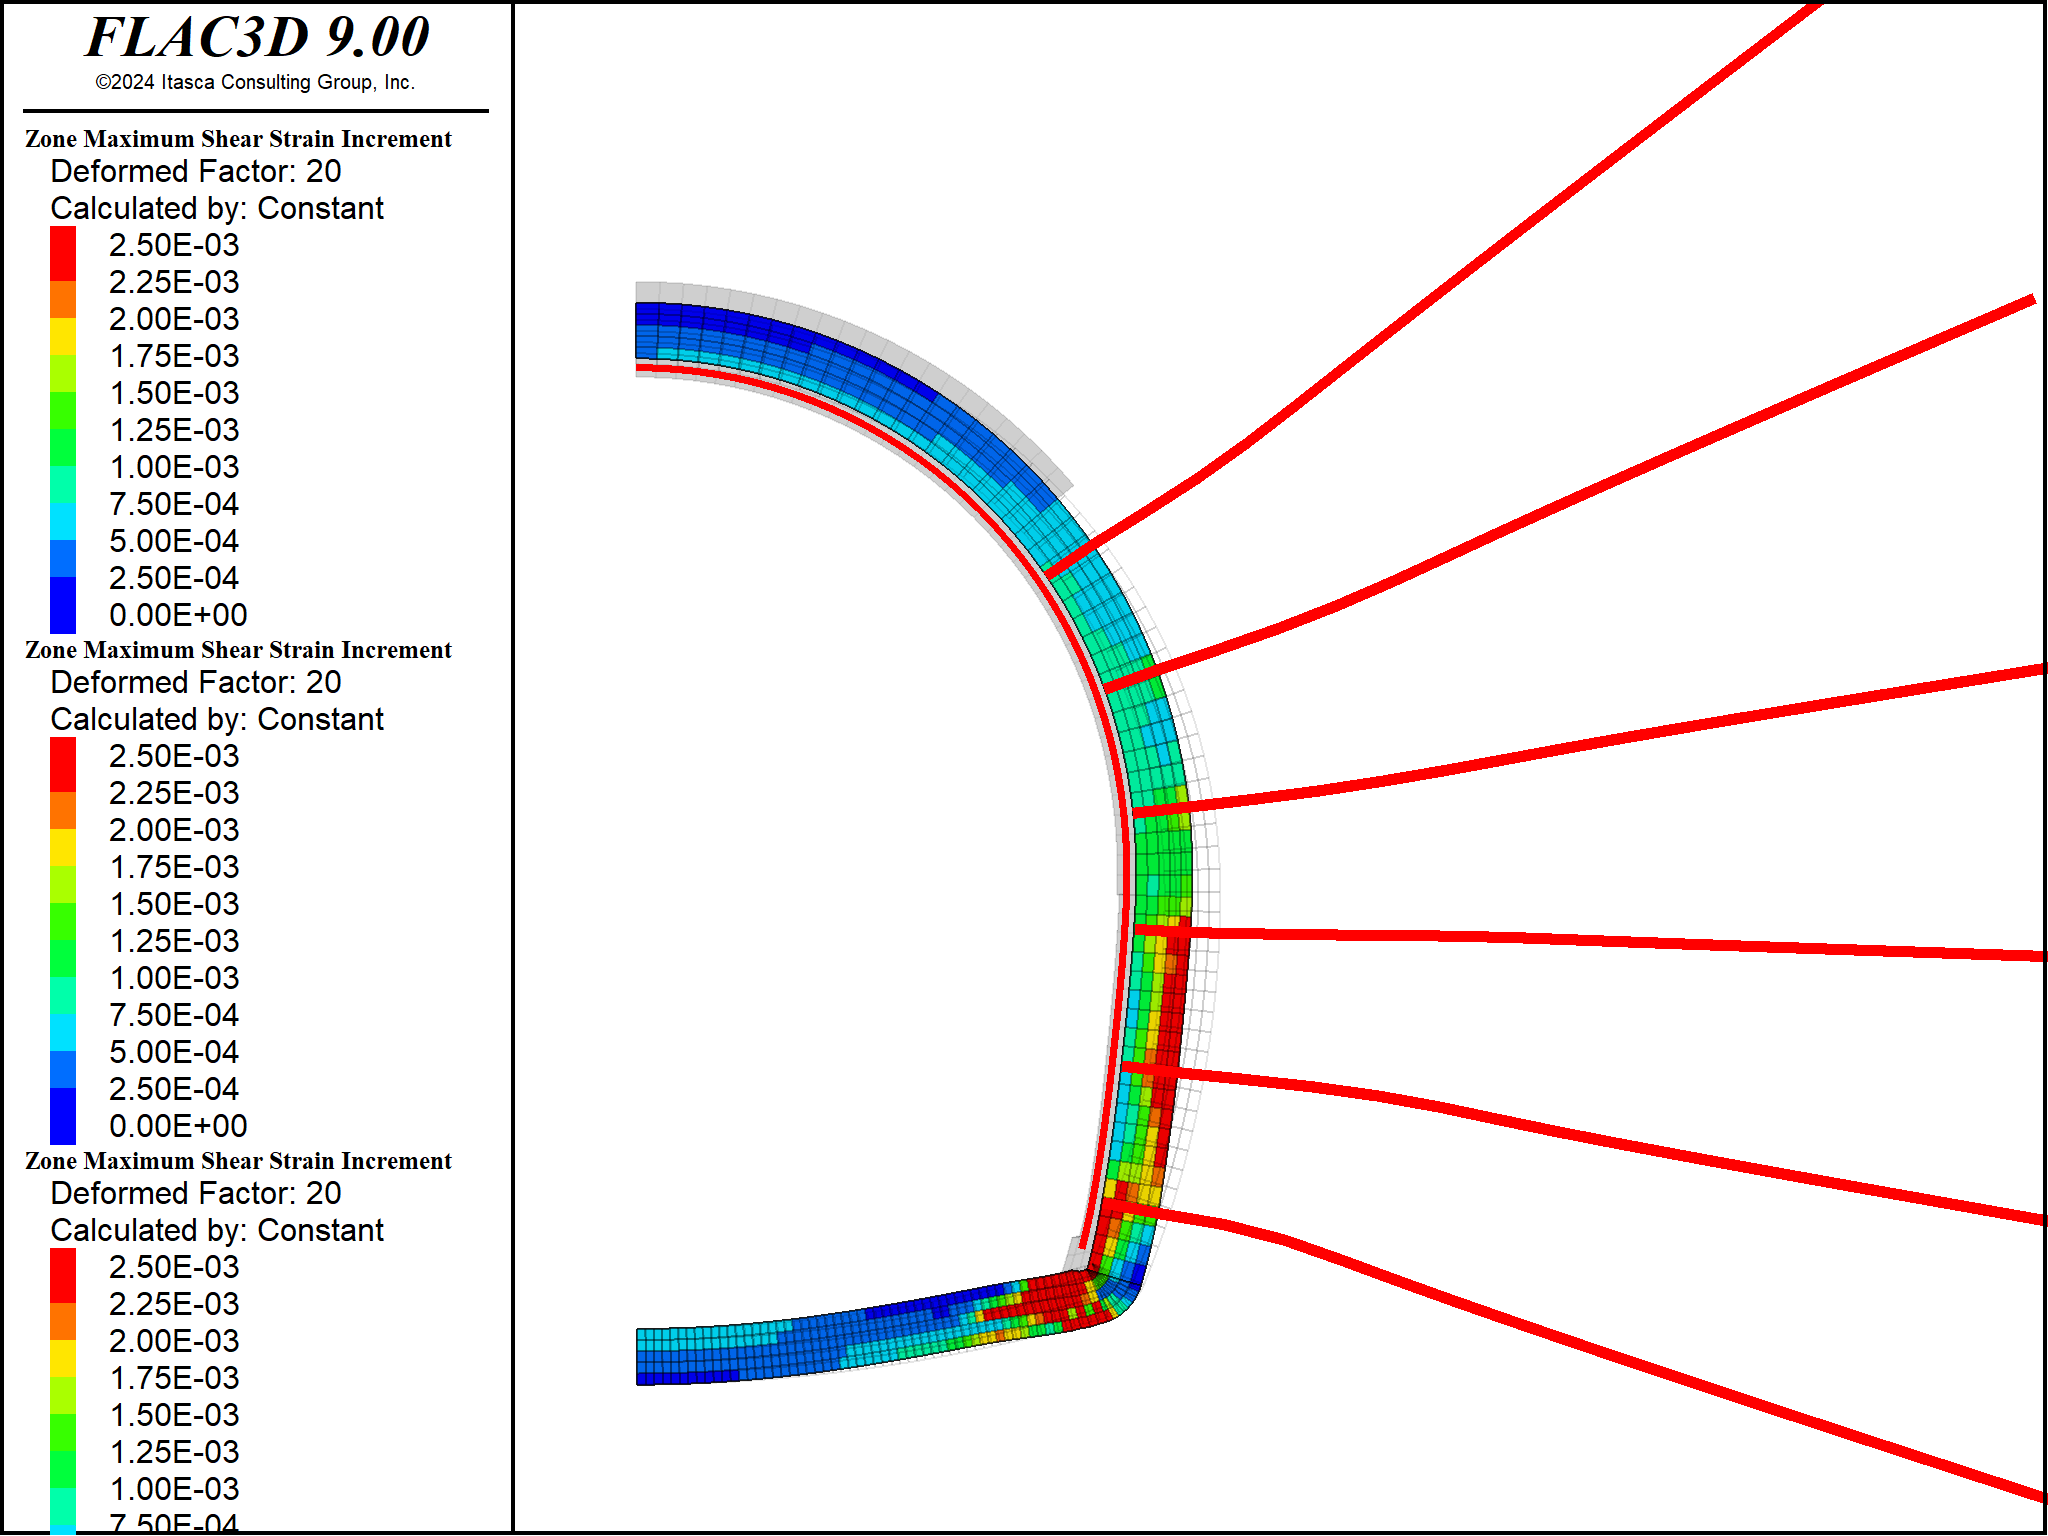 FLAC3D 9.00
©2024 Itasca Consulting Group, Inc.
Zone Maximum Shear Strain Increment
Deformed Factor: 20
Calculated by: Constant
2.50E-03
2.25E-03
2.00E-03
1.75E-03
1.50E-03
1.25E-03
1.00E-03
7.50E-04
5.00E-04
2.50E-04
0.00E+00
Zone Maximum Shear Strain Increment
Deformed Factor: 20
Calculated by: Constant
2.50E-03
2.25E-03
2.00E-03
1.75E-03
1.50E-03
1.25E-03
1.00E-03
7.50E-04
5.00E-04
2.50E-04
0.00E+00
Zone Maximum Shear Strain Increment
Deformed Factor: 20
Calculated by: Constant
2.50E-03
2.25E-03
2.00E-03
1.75E-03
1.50E-03
1.25E-03
1.00E-03
7.50E-04